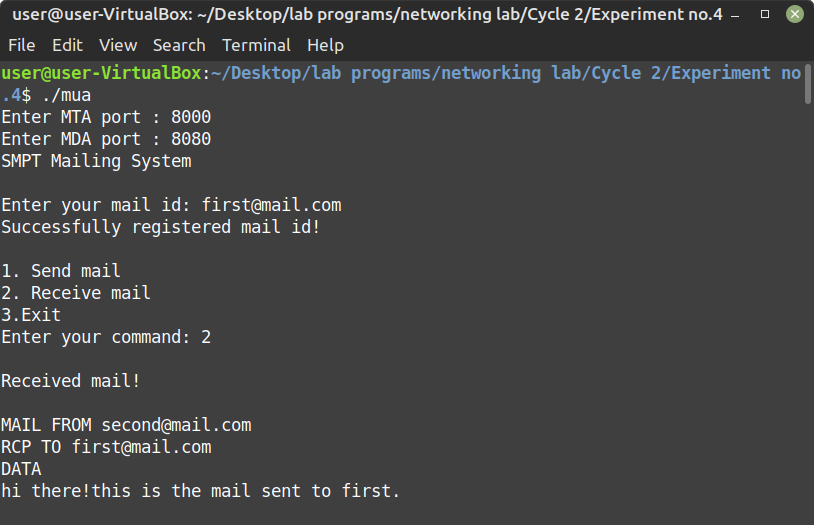 user@user-VirtualBox: ~/Desktop/lab programs/networking lab/Cycle 2/Experiment no.4
File Edit View Search Terminal Help
user@user-VirtualBox:~/Desktop/lab programs/networking lab/Cycle 2/Experiment no
.4$ ./mua
Enter MTA port : 8000
Enter MDA port : 8080
SMPT Mailing System
Enter your mail id: first@mail.com
Successfully registered mail id!
1. Send mail
2. Receive mail
3.Exit
Enter your command: 2
Received mail!
MAIL FROM second@mail.com
RCP TO first@mail.com
DATA
hi there!this is the mail sent to first.